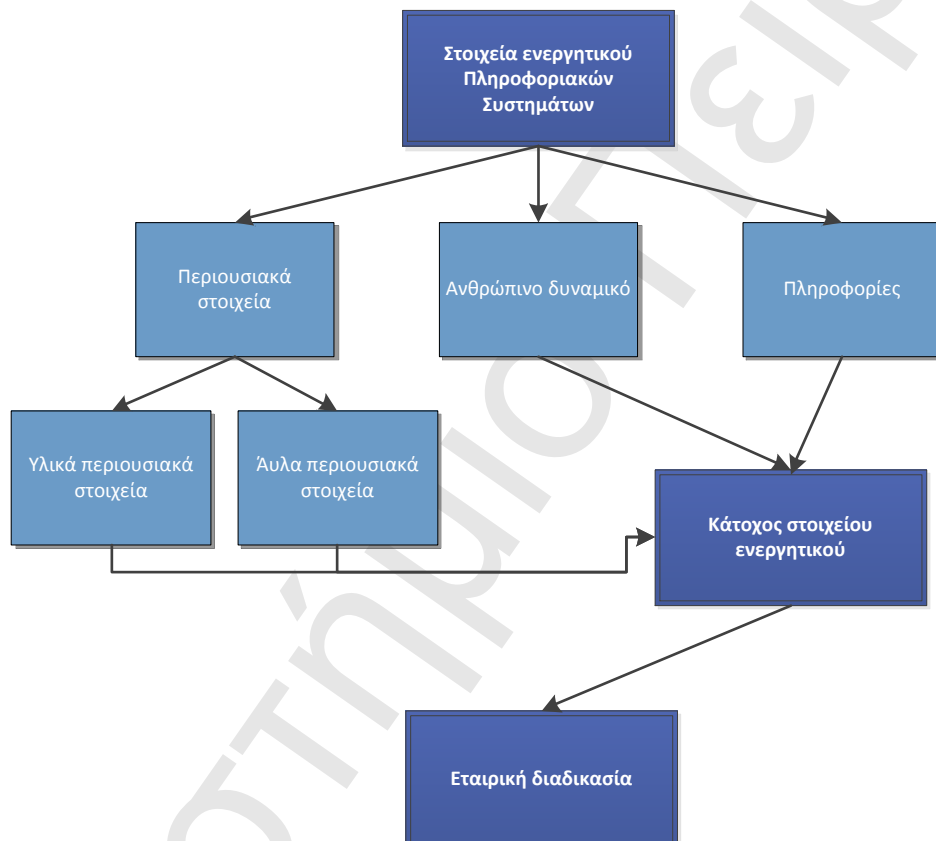 Στοιχεία ενεργητικού
Πληροφοριακών
Συστημάτων
Περιουσιακά
στοιχεία
Ανθρώπινο δυναμικό
Πληροφορίες
Υλικά περιουσιακά
στοιχεία
Άυλα περιουσιακά
στοιχεία
Κάτοχος στοιχείου
ενεργητικού
Εταιρική διαδικασία